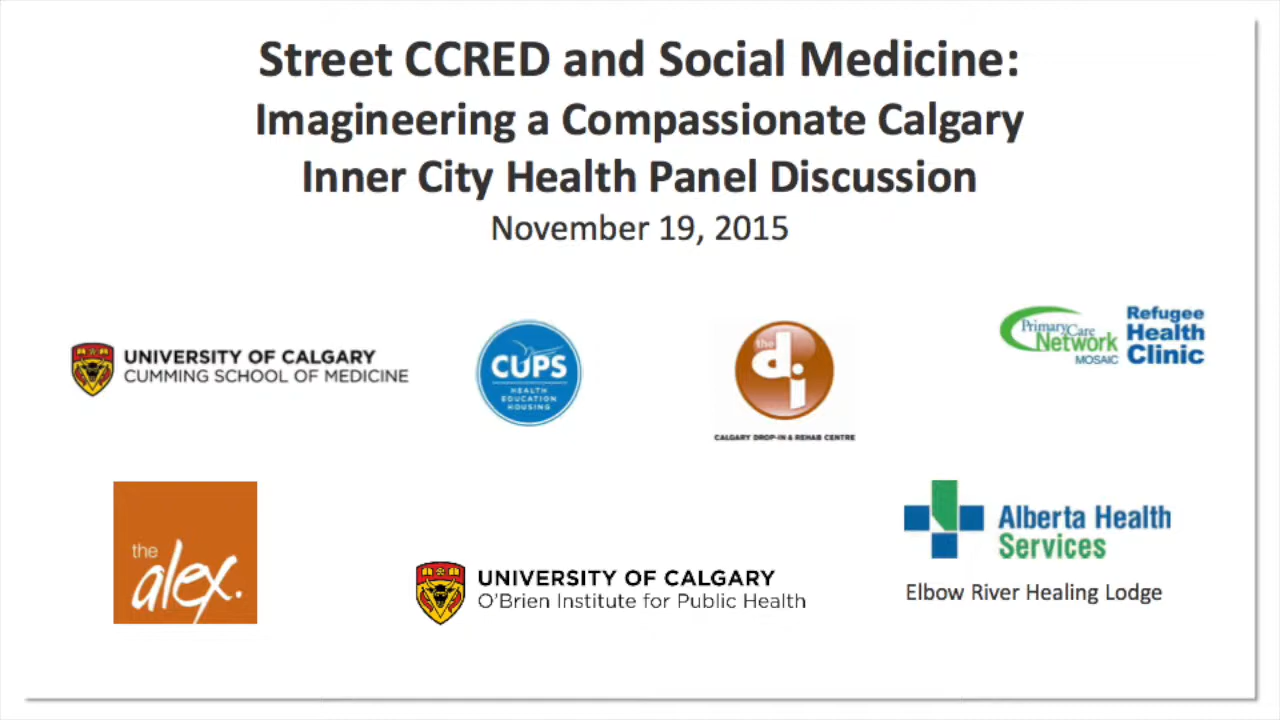 Street CCRED and Social Medicine:
Imagineering a Compassionate Calgary
Inner City Health Panel Discussion
November 19, 2015
UNIVERSITY OF CALGARY
CUMMING SCHOOL OF MEDICINE
CUPS
HEALTH
EDUCATION
HOUSING
the
d.i
CALGARY DROP-IN & REHAB CENTRE
PrimaryCare
Network
MOSAIC
Refugee
Health
Clinic
the
alex.
UNIVERSITY OF CALGARY
O'Brien Institute for Public Health
Alberta Health
Services
Elbow River Healing Lodge